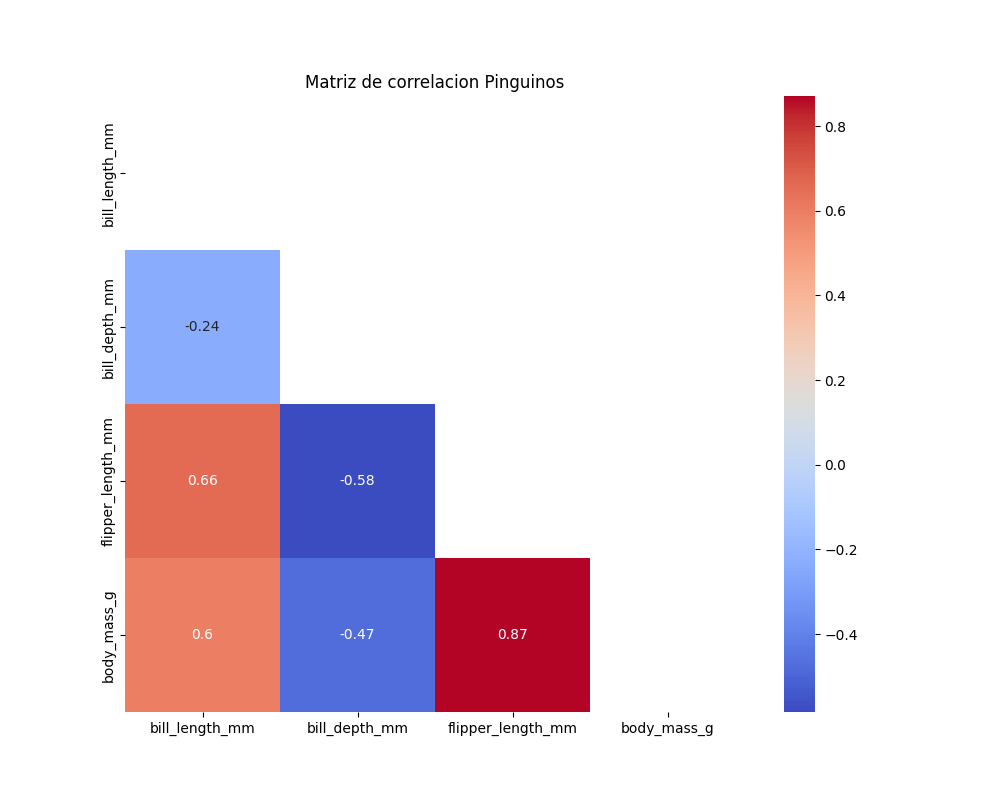 Matriz de correlacion Pinguinos
bill_length_mm
bill_depth_mm
flipper_length_mm
body_mass_g
-0.24
0.66 -0.58
0.6 -0.47 0.87
bill_length_mm bill_depth_mm flipper_length_mm body_mass_g
0.8
0.6
0.4
0.2
0.0
−0.2
−0.4